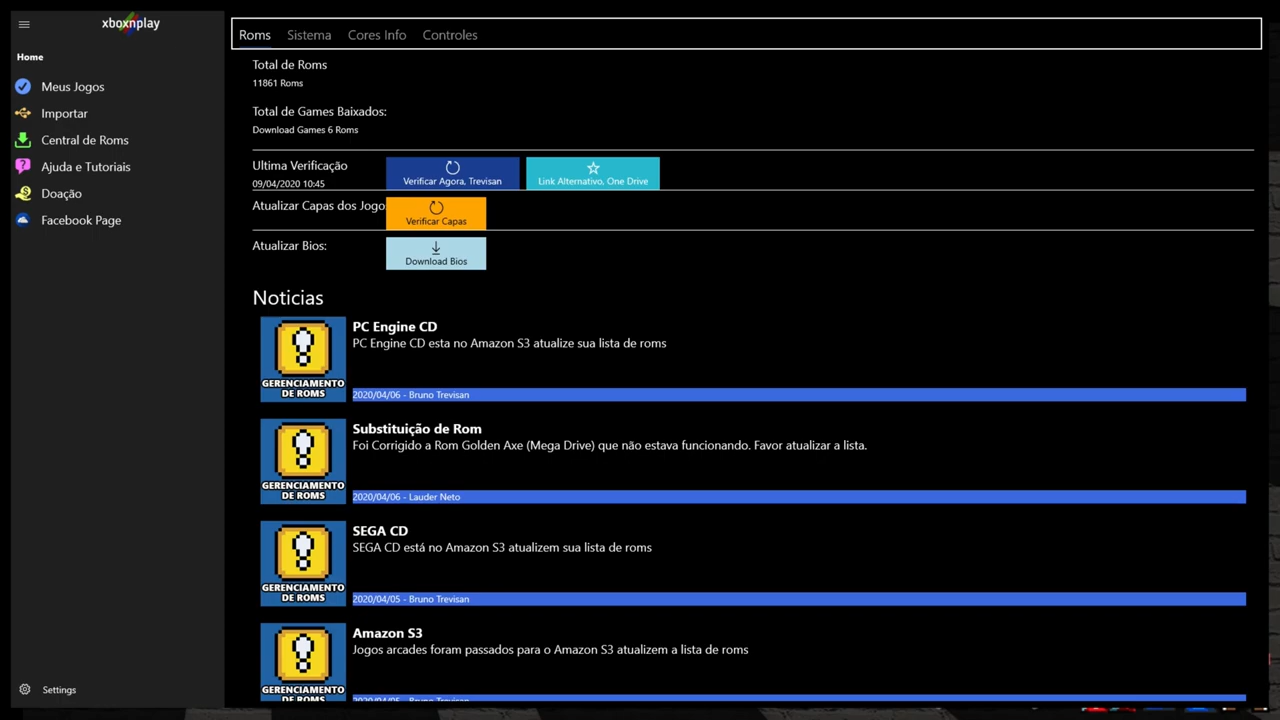 xboxnplay
Home
Meus Jogos
Importar
Central de Roms
Ajuda e Tutoriais
Doação
Facebook Page
Settings
Roms Sistema Cores Info Controles
Total de Roms
11861 Roms
Total de Games Baixados:
Download Games 6 Roms
Ultima Verificação
09/04/2020 10:45
Verificar Agora, Trevisan
Link Alternativo, One Drive
Atualizar Capas dos Jogo
Verificar Capas
Atualizar Bios:
Download Bios
Noticias
GERENCIAMENTO
DE ROMS
PC Engine CD
PC Engine CD esta no Amazon S3 atualize sua lista de roms
2020/04/06 - Bruno Trevisan
GERENCIAMENTO
DE ROMS
Substituição de Rom
Foi Corrigido a Rom Golden Axe (Mega Drive) que não estava funcionando. Favor atualizar a lista.
2020/04/06 - Lauder Neto
GERENCIAMENTO
DE ROMS
SEGA CD
SEGA CD está no Amazon S3 atualizem sua lista de roms
2020/04/05 - Bruno Trevisan
GERENCIAMENTO
DE ROMS
Amazon S3
Jogos arcades foram passados para o Amazon S3 atualizem a lista de roms
2020/04/05 - Bruno Trevisan